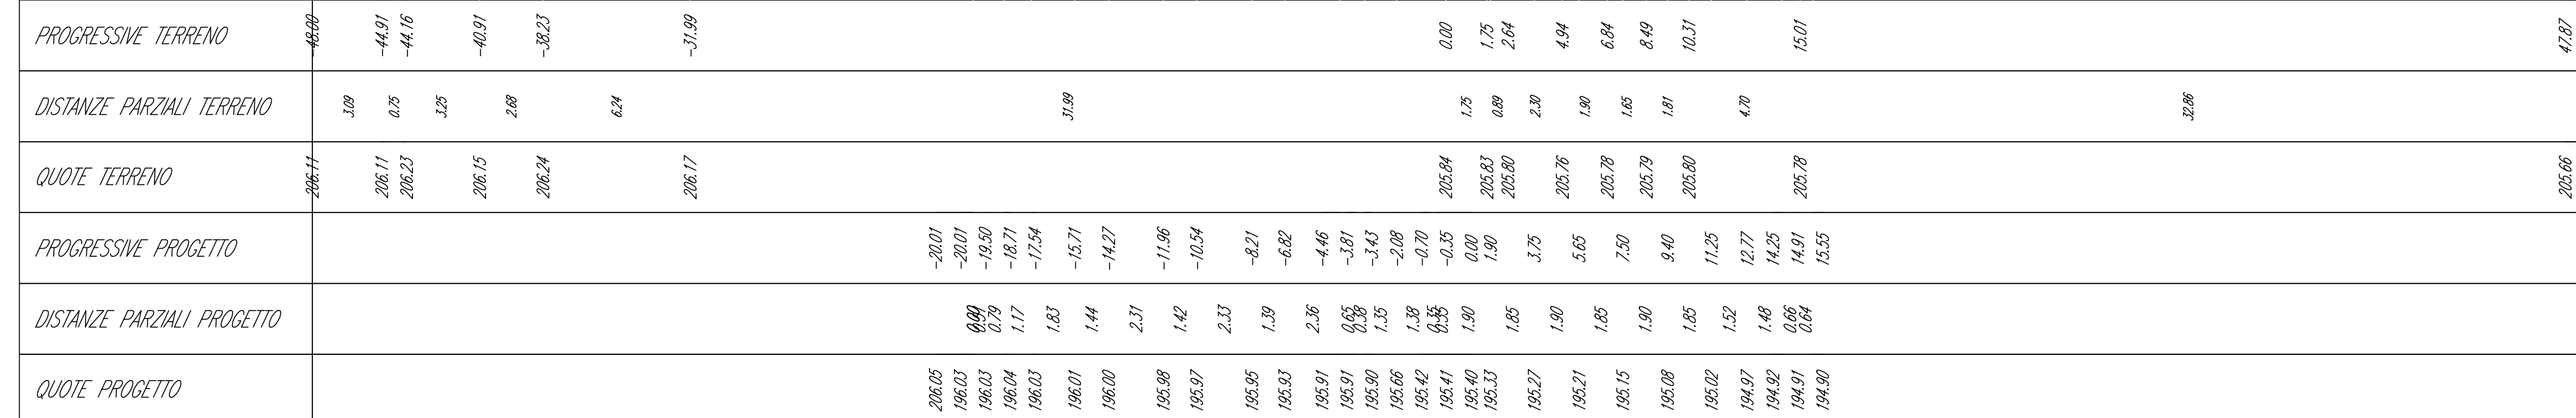 PROGRESSIVE TERRENO -48.00 -44.91 -44.16 -40.91 -38.23 -31.99 0.00 1.75 2.64 4.94 6.84 8.49 10.31 15.01 47.87
DISTANZE PARZIALI TERRENO 3.09 0.75 3.25 2.68 6.24 31.99 1.75 0.89 2.30 1.90 1.65 1.81 4.70 32.86
QUOTE TERRENO 206.11 206.11 206.23 206.15 206.24 206.17 205.84 205.83 205.80 205.76 205.78 205.79 205.80 205.78 205.66
PROGRESSIVE PROGETTO -20.01 -20.01 -19.50 -18.71 -17.54 -15.71 -14.27 -11.96 -10.54 -8.21 -6.82 -4.46 -3.81 -3.43 -2.08 -0.70 -0.35 0.00 1.90 3.75 5.65 7.50 9.40 11.25 12.77 14.25 14.91 15.55
DISTANZE PARZIALI PROGETTO 0.79 1.17 1.83 1.44 2.31 1.42 2.33 1.39 2.36 0.65 0.38 1.35 1.38 0.35 0.35 1.90 1.85 1.90 1.85 1.90 1.85 1.52 1.48 0.66 0.64
QUOTE PROGETTO 206.05 196.03 196.03 196.04 196.03 196.01 196.00 195.98 195.97 195.95 195.93 195.91 195.91 195.90 195.66 195.42 195.41 195.40 195.33 195.27 195.21 195.15 195.08 195.02 194.97 194.92 194.91 194.90